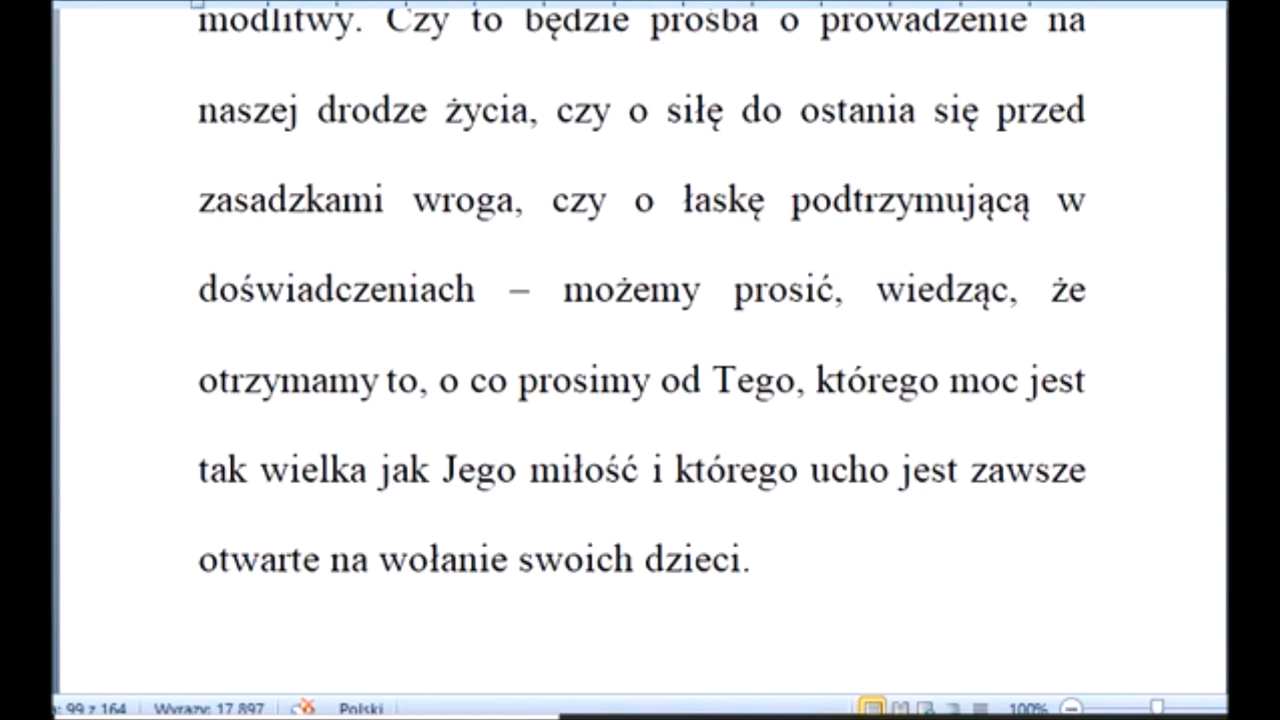 modlitwy. Czy to będzie prośba o prowadzenie na
naszej drodze życia, czy o siłę do ostania się przed
zasadzkami wroga, czy o łaskę podtrzymującą w
doświadczeniach – możemy prosić, wiedząc, że
otrzymamy to, o co prosimy od Tego, którego moc jest
tak wielka jak Jego miłość i którego ucho jest zawsze
otwarte na wołanie swoich dzieci.
: 99 z 164 Wyrazy: 17 897 Polski 100%